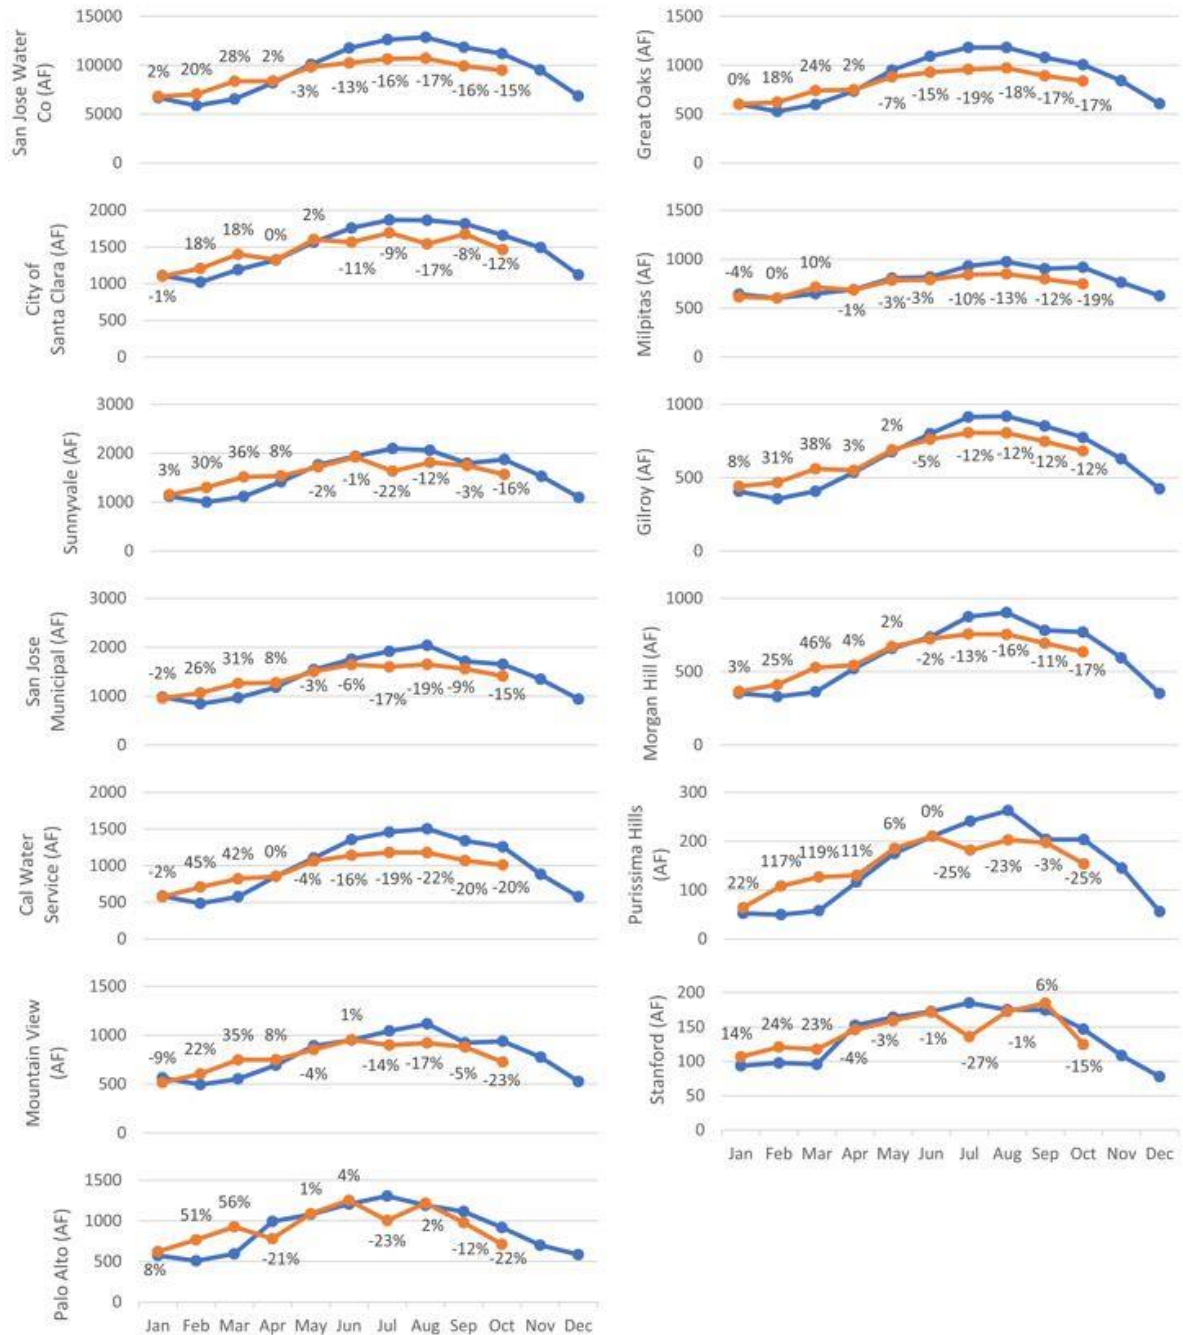 San Jose Water
Co (AF)
15000
10000
5000
0
2% 20% 28% 2% -3% -13% -16% -17% -16% -15%
Great Oaks (AF)
1500
1000
500
0
0% 18% 24% 2% -7% -15% -19% -18% -17% -17%
City of
Santa Clara (AF)
2000
1500
1000
500
0
-1% 18% 18% 0% 2% -11% -9% -17% -8% -12%
Milpitas (AF)
1500
1000
500
0
-4% 0% 10% -1% -3% -3% -10% -13% -12% -19%
Sunnyvale (AF)
3000
2000
1000
0
3% 30% 36% 8% -2% -1% -22% -12% -3% -16%
Gilroy (AF)
1000
500
0
8% 31% 38% 3% 2% -5% -12% -12% -12% -12%
San Jose
Municipal (AF)
3000
2000
1000
0
-2% 26% 31% 8% -3% -6% -17% -19% -9% -15%
Morgan Hill (AF)
1000
500
0
3% 25% 46% 4% 2% -2% -13% -16% -11% -17%
Cal Water
Service (AF)
2000
1500
1000
500
0
-2% 45% 42% 0% -4% -16% -19% -22% -20% -20%
Purissima Hills
(AF)
300
200
100
0
22% 117% 119% 11% 6% 0% -25% -23% -3% -25%
Mountain View
(AF)
1500
1000
500
0
-9% 22% 35% 8% -4% 1% -14% -17% -5% -23%
Stanford (AF)
200
150
100
50
0
14% 24% 23% -4% -3% -1% -27% -1% 6% -15%
Jan Feb Mar Apr May Jun Jul Aug Sep Oct Nov Dec
Palo Alto (AF)
1500
1000
500
0
8% 51% 56% -21% 1% 4% -23% 2% -12% -22%
Jan Feb Mar Apr May Jun Jul Aug Sep Oct Nov Dec